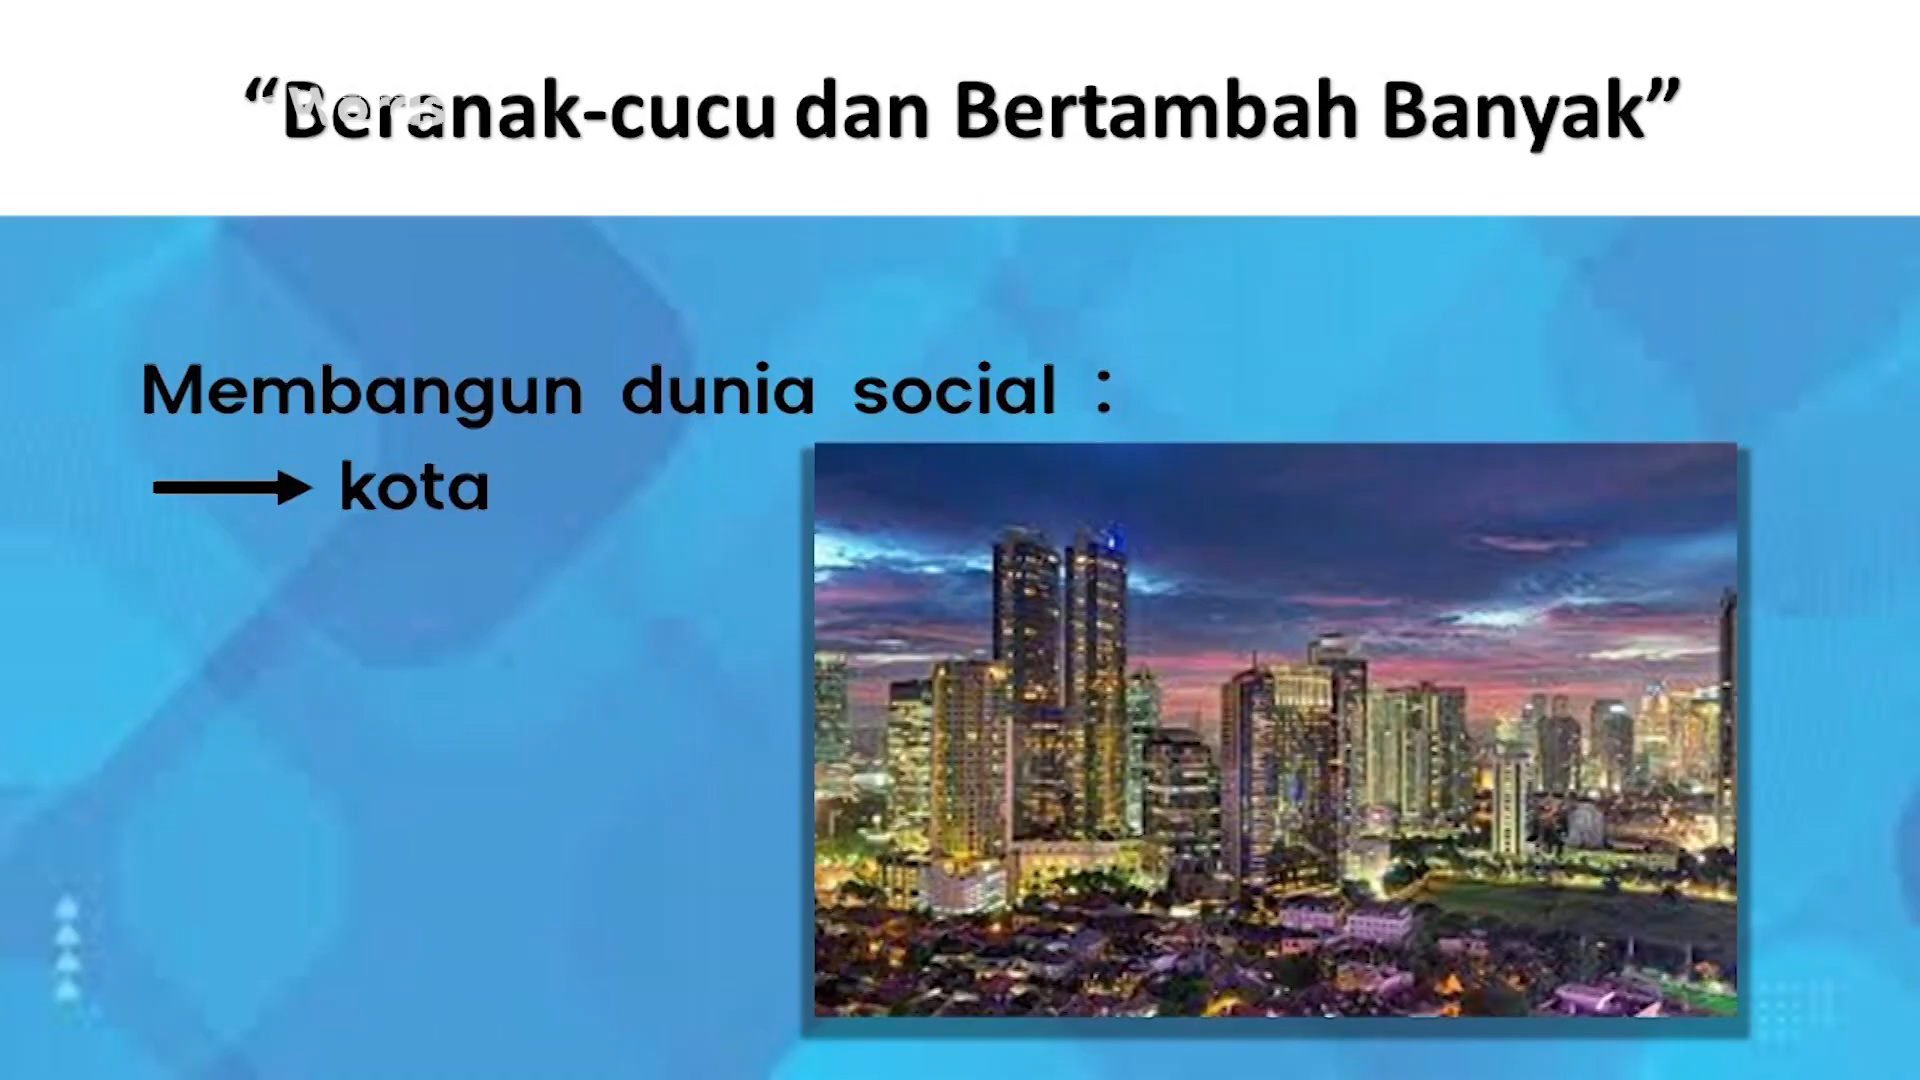 “Beranak-cucu dan Bertambah Banyak”
Membangun dunia social :
kota